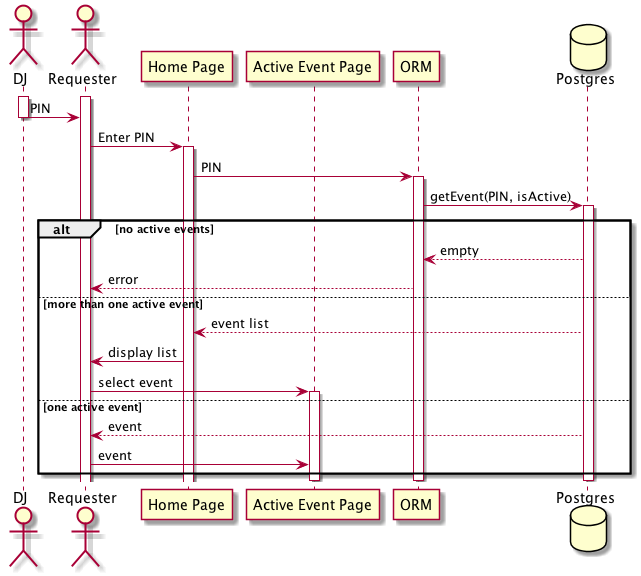 DJ
Requester
Home Page
Active Event Page
ORM
Postgres
PIN
Enter PIN
PIN
getEvent(PIN, isActive)
alt
[no active events]
empty
error
[more than one active event]
event list
display list
select event
[one active event]
event
event
DJ
Requester
Home Page
Active Event Page
ORM
Postgres